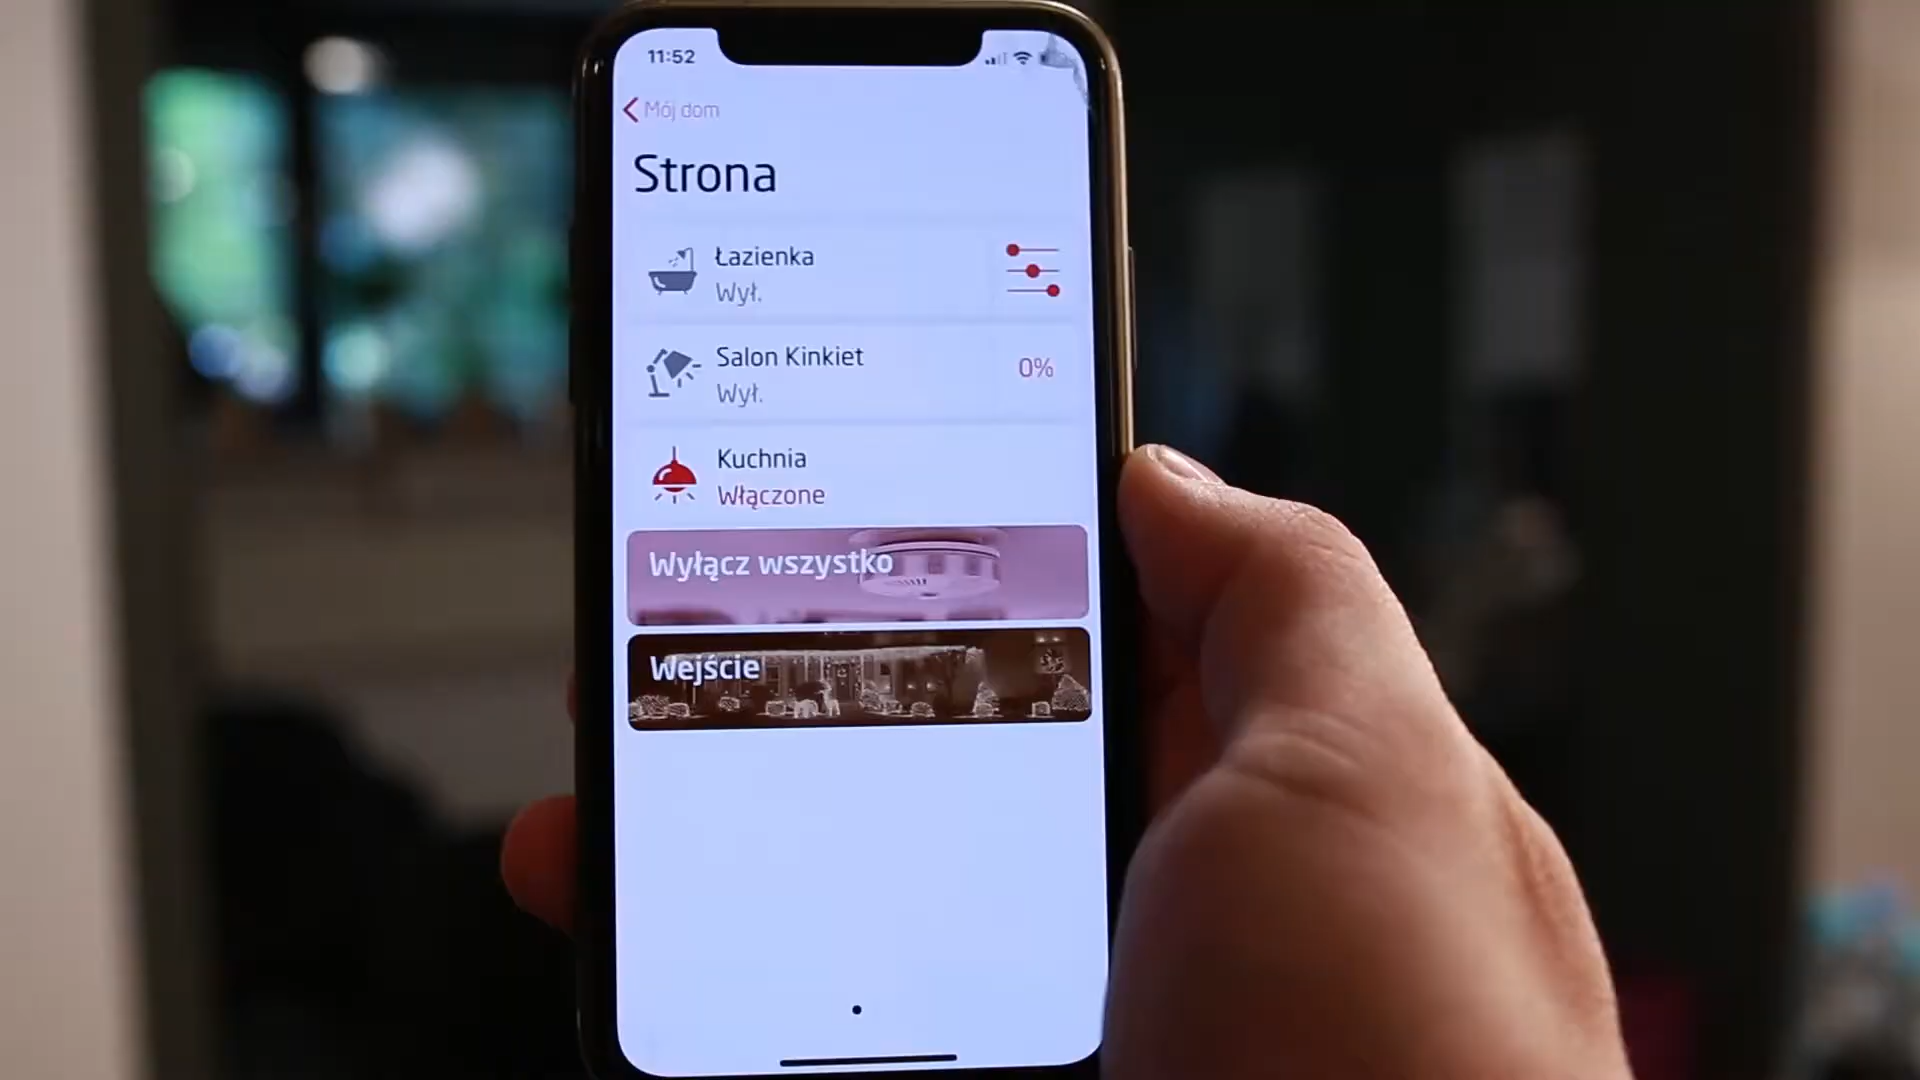 11:52
Mój dom
Strona
Łazienka
Wył.
Salon Kinkiet
Wył.
0%
Kuchnia
Włączone
Wyłącz wszystko
Wejście